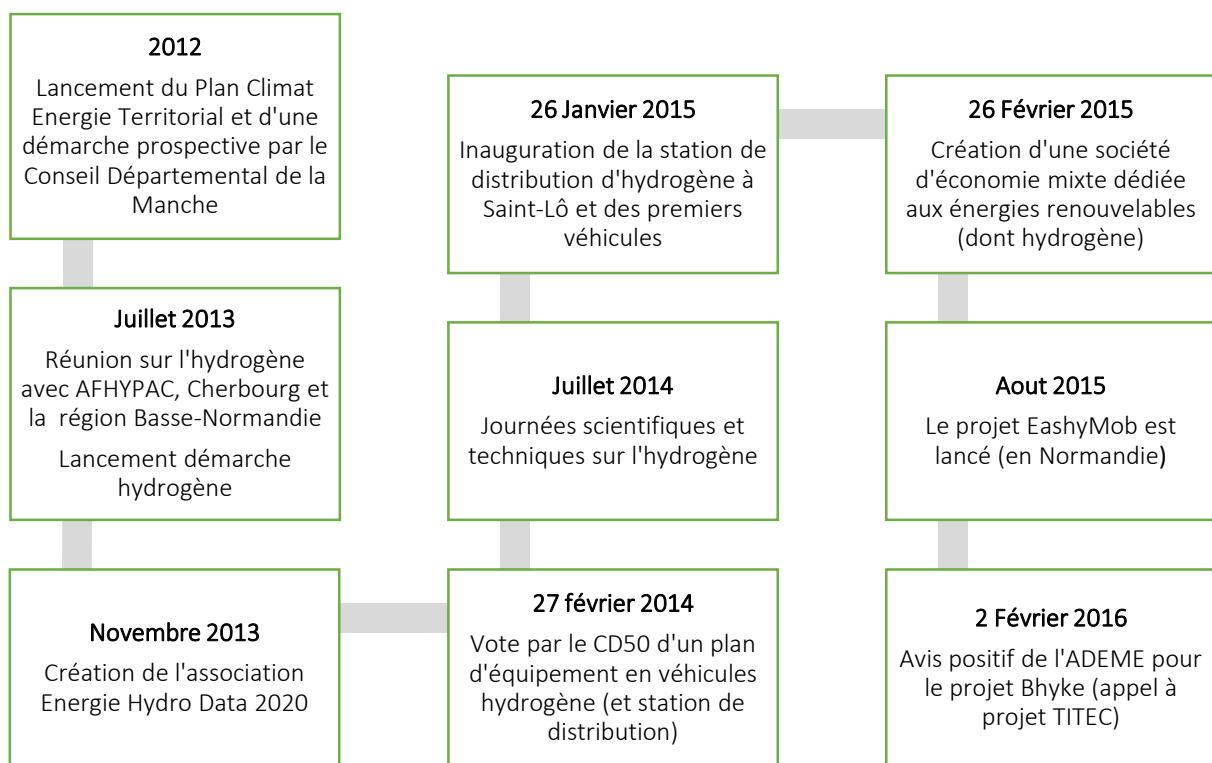 2012
Lancement du Plan Climat
Energie Territorial et d'une
démarche prospective par le
Conseil Départemental de la
Manche
Juillet 2013
Réunion sur l'hydrogène
avec AFHYPAC, Cherbourg et
la région Basse-Normandie
Lancement démarche
hydrogène
Novembre 2013
Création de l'association
Energie Hydro Data 2020
27 février 2014
Vote par le CD50 d'un plan
d'équipement en véhicules
hydrogène (et station de
distribution)
Juillet 2014
Journées scientifiques et
techniques sur l'hydrogène
26 Janvier 2015
Inauguration de la station de
distribution d'hydrogène à
Saint-Lô et des premiers
véhicules
26 Février 2015
Création d'une société
d'économie mixte dédiée
aux énergies renouvelables
(dont hydrogène)
Aout 2015
Le projet EashyMob est
lancé (en Normandie)
2 Février 2016
Avis positif de l'ADEME pour
le projet Bhyke (appel à
projet TITEC)